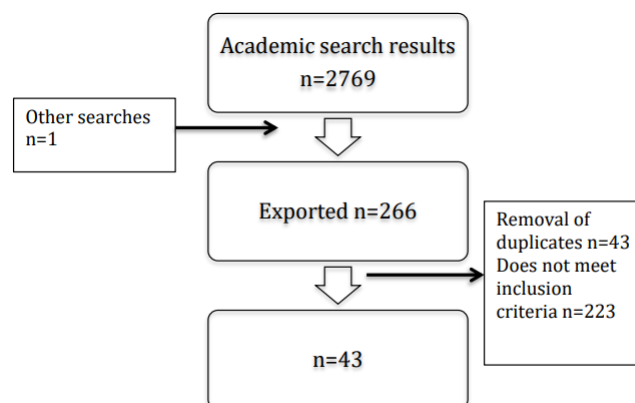 Academic search results
n=2769
Other searches
n=1
Exported n=266
Removal of
duplicates n=43
Does not meet
inclusion
criteria n=223
n=43